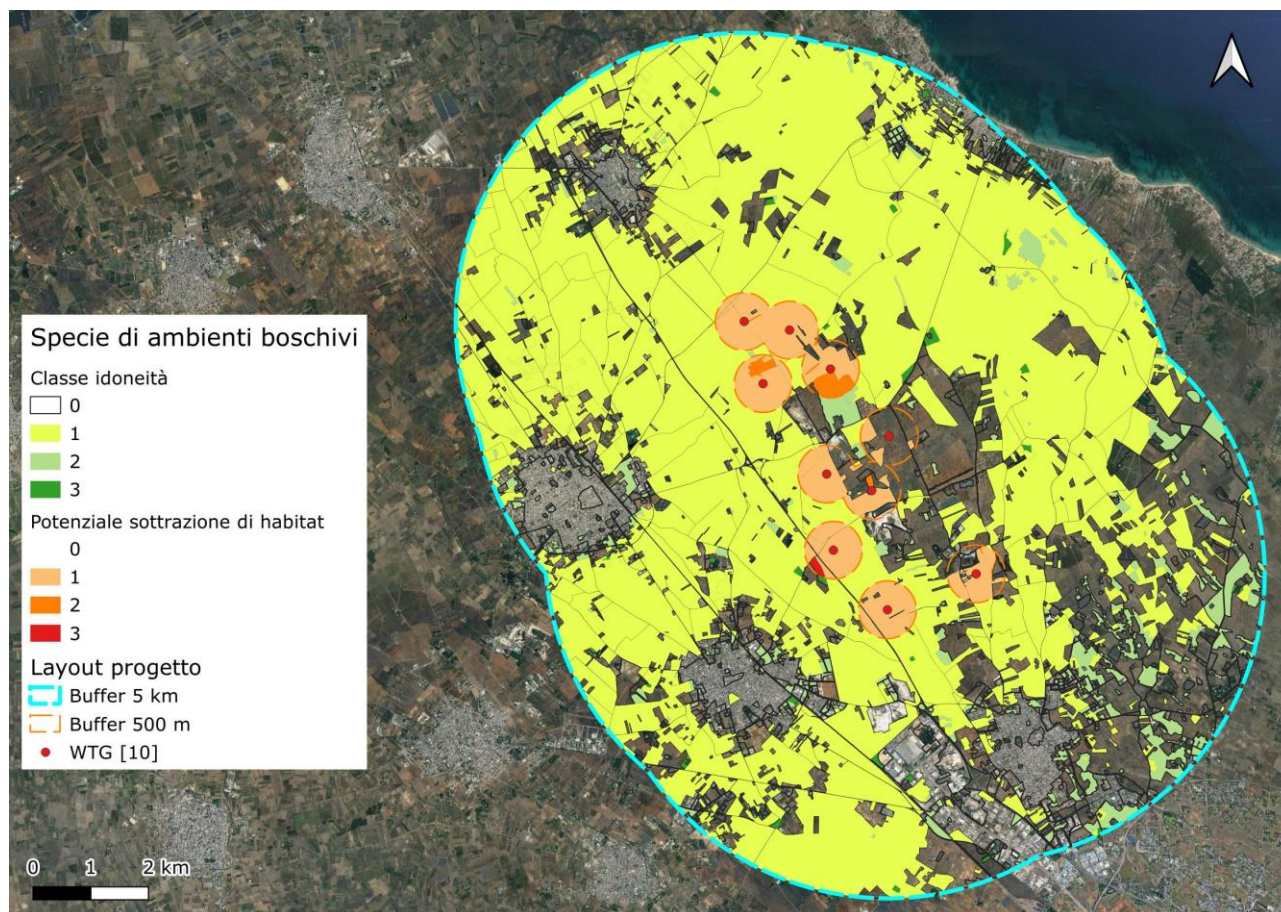 Specie di ambienti boschivi
Classe idoneità
0
1
2
3
Potenziale sottrazione di habitat
0
1
2
3
Layout progetto
Buffer 5 km
Buffer 500 m
WTG [10]
0 1 2 km